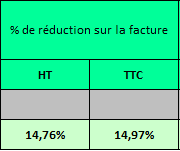 % de réduction sur la facture
HT TTC
14,76% 14,97%